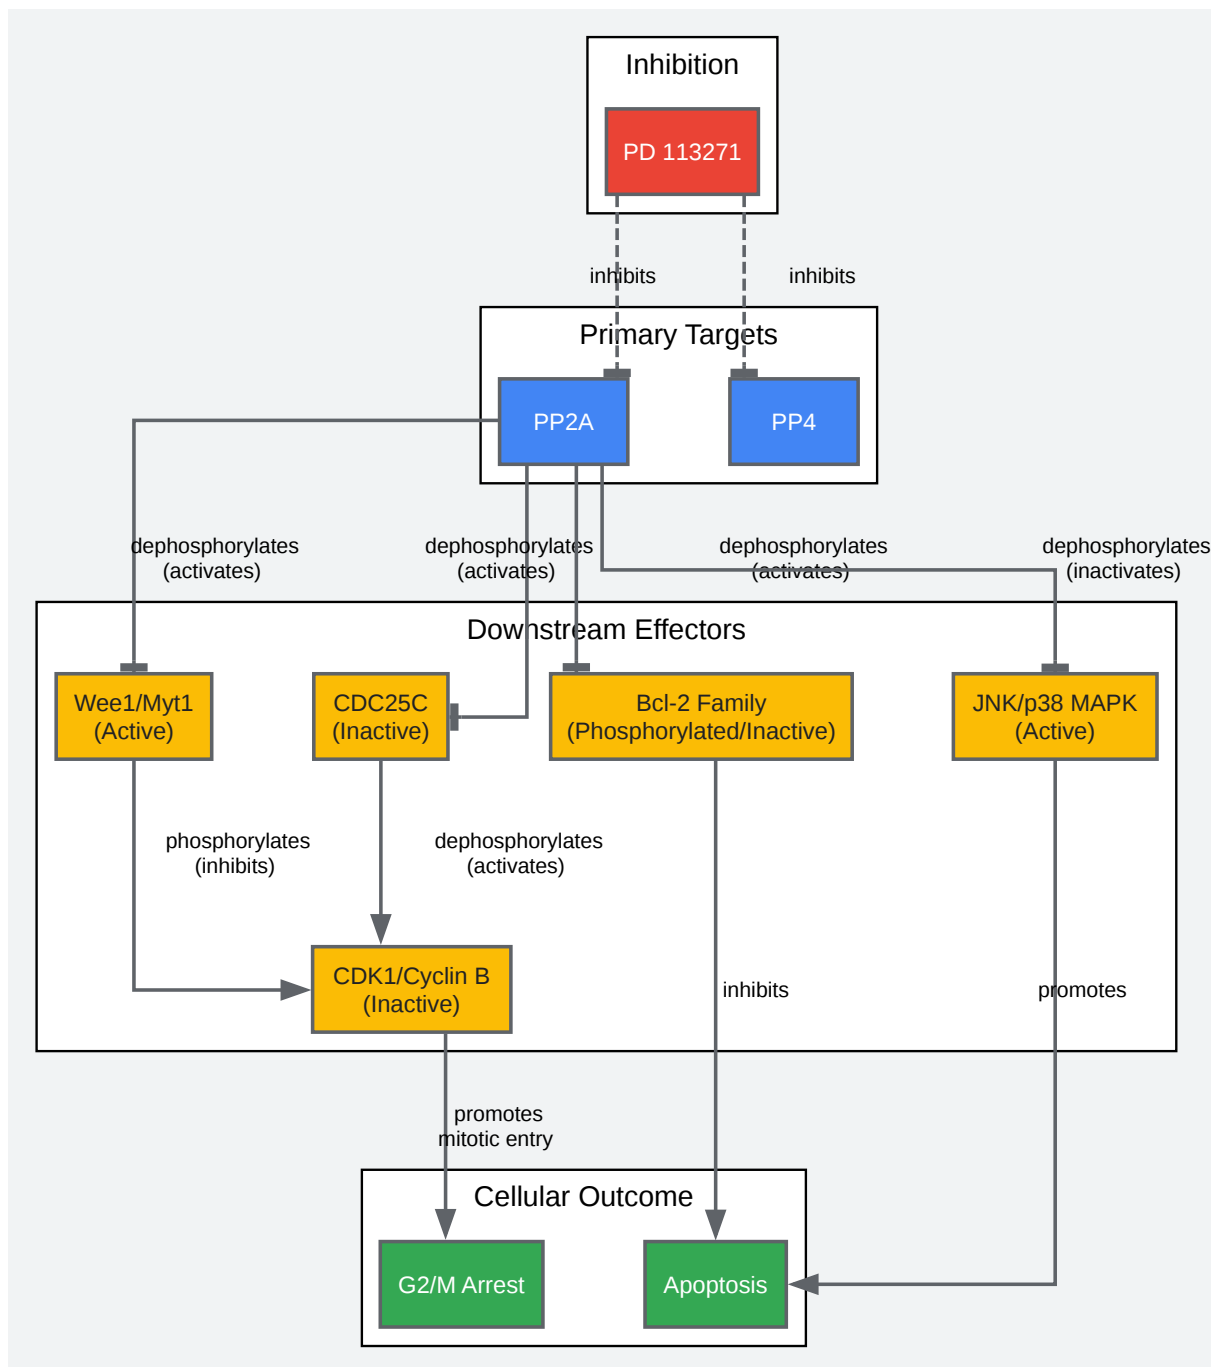 Inhibition
PD 113271
inhibits
inhibits
Primary Targets
PP2A
PP4
dephosphorylates
(activates)
dephosphorylates
(activates)
dephosphorylates
(activates)
dephosphorylates
(inactivates)
Downstream Effectors
Wee1/Myt1
(Active)
CDC25C
(Inactive)
Bcl-2 Family
(Phosphorylated/Inactive)
JNK/p38 MAPK
(Active)
phosphorylates
(inhibits)
dephosphorylates
(activates)
CDK1/Cyclin B
(Inactive)
inhibits
promotes
promotes
mitotic entry
Cellular Outcome
G2/M Arrest
Apoptosis